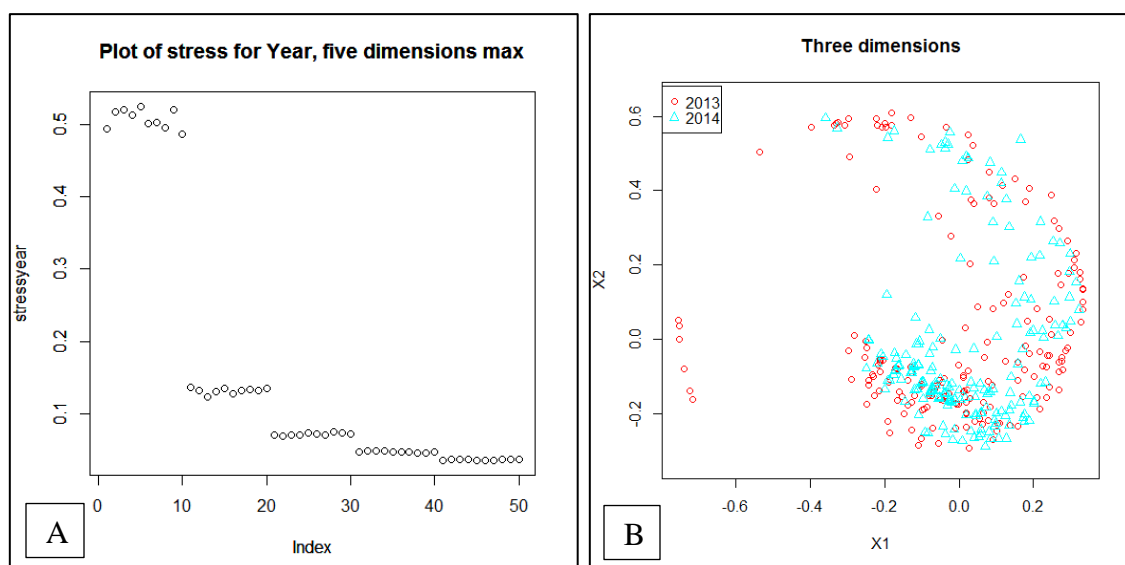 Plot of stress for Year, five dimensions max
stressyear
0.5
0.4
0.3
0.2
0.1
0 10 20 30 40 50
Index
A
Three dimensions
2013
2014
X2
0.6
0.4
0.2
0.0
-0.2
-0.6 -0.4 -0.2 0.0 0.2
X1
B